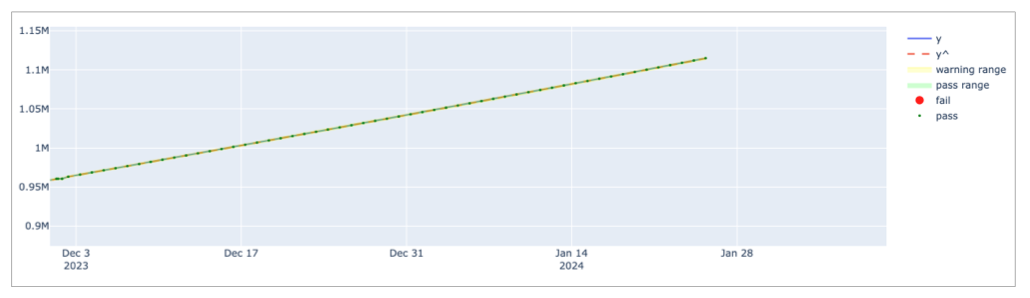 1.15M
1.1M
1.05M
1M
0.95M
0.9M
Dec 3
2023
Dec 17
Dec 31
Jan 14
2024
Jan 28
y
y^
warning range
pass range
fail
pass